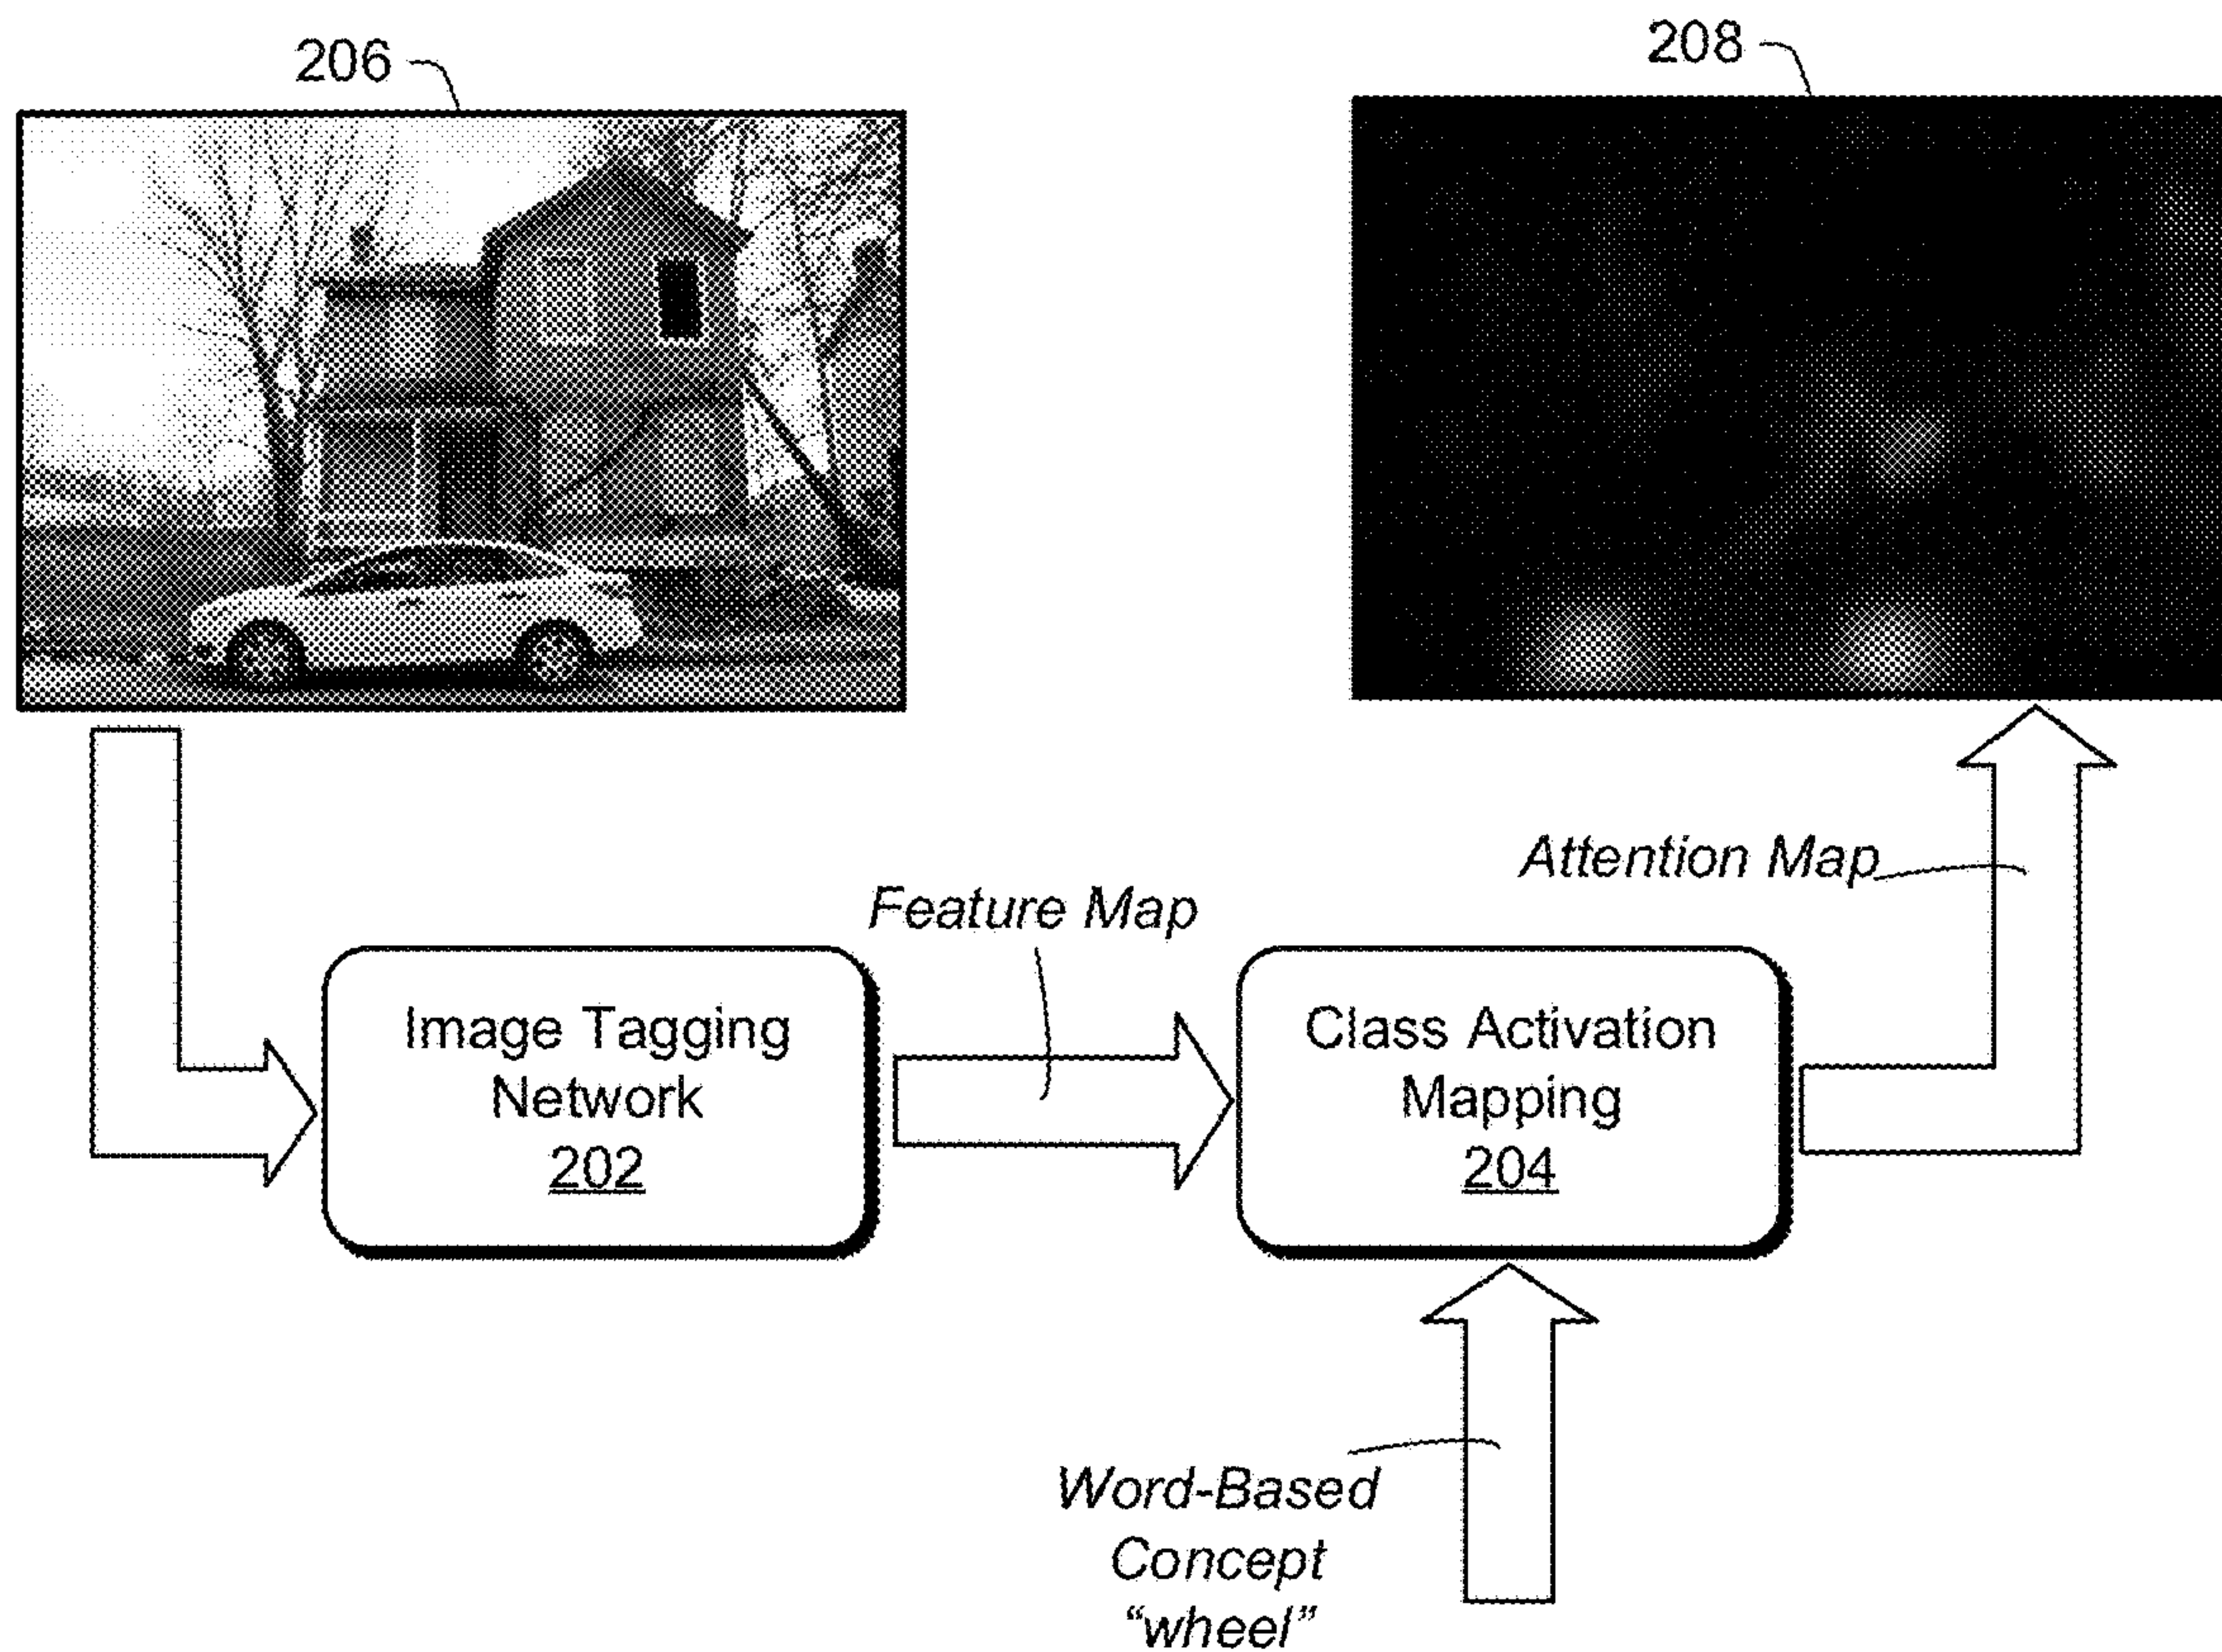 206
208
Attention Map
Feature Map
Image Tagging
Network
202
Class Activation
Mapping
204
Word-Based
Concept
“wheel”